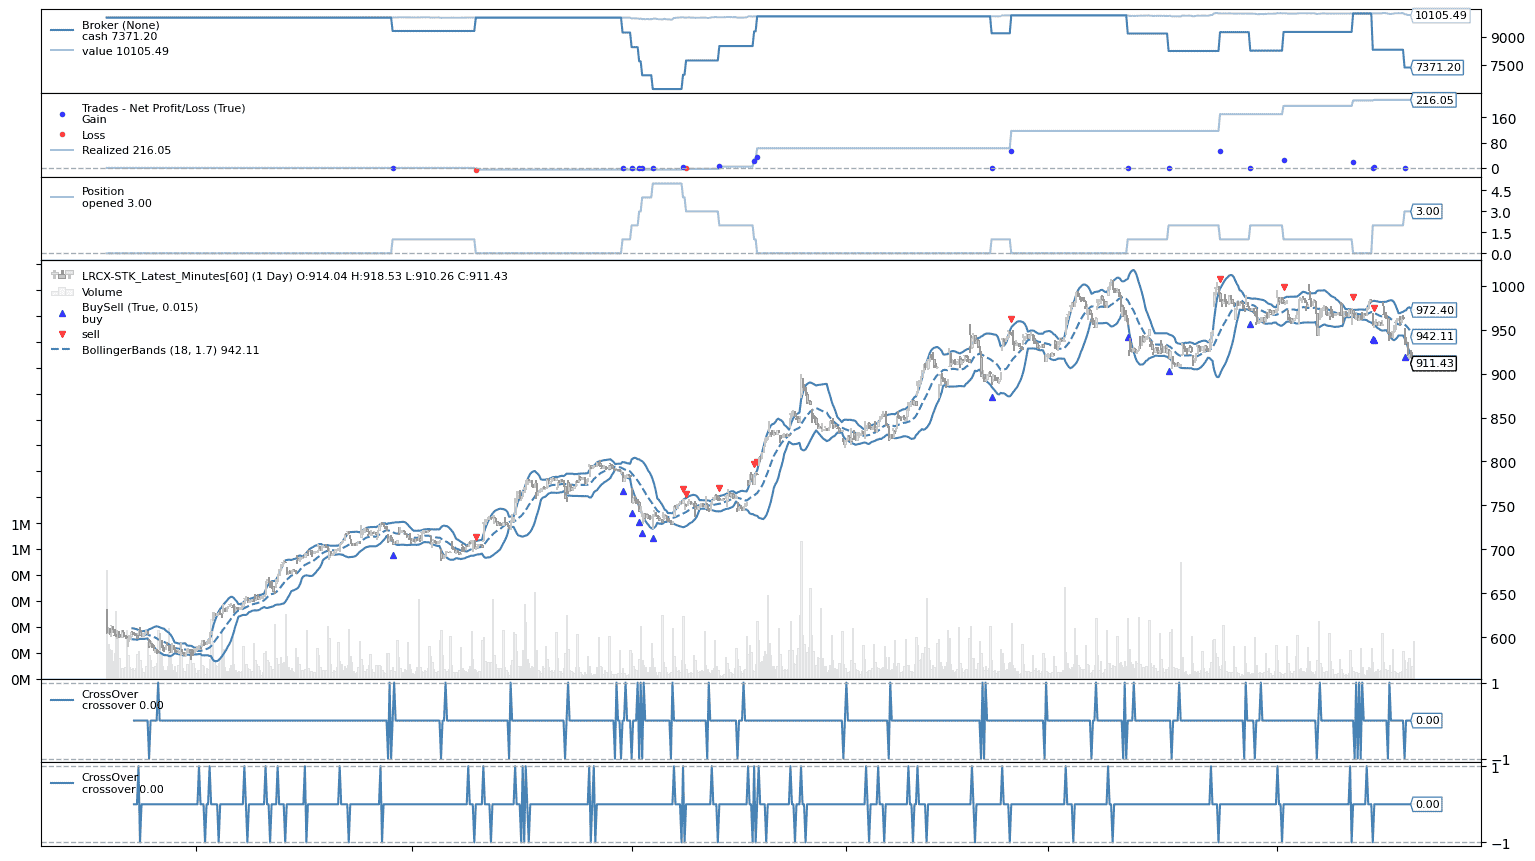 Broker (None)
cash 7371.20
value 10105.49
10105.49
9000
7500
7371.20
Trades - Net Profit/Loss (True)
Gain
Loss
Realized 216.05
216.05
160
80
0
Position
opened 3.00
4.5
3.0
3.00
1.5
0.0
LRCX-STK_Latest_Minutes[60] (1 Day) O:914.04 H:918.53 L:910.26 C:911.43
Volume
BuySell (True, 0.015)
buy
sell
BollingerBands (18, 1.7) 942.11
1000
972.40
950
942.11
911.43
900
850
800
750
700
650
600
1M
1M
0M
0M
0M
0M
0M
CrossOver
crossover 0.00
1
0.00
−1
CrossOver
crossover 0.00
1
0.00
−1